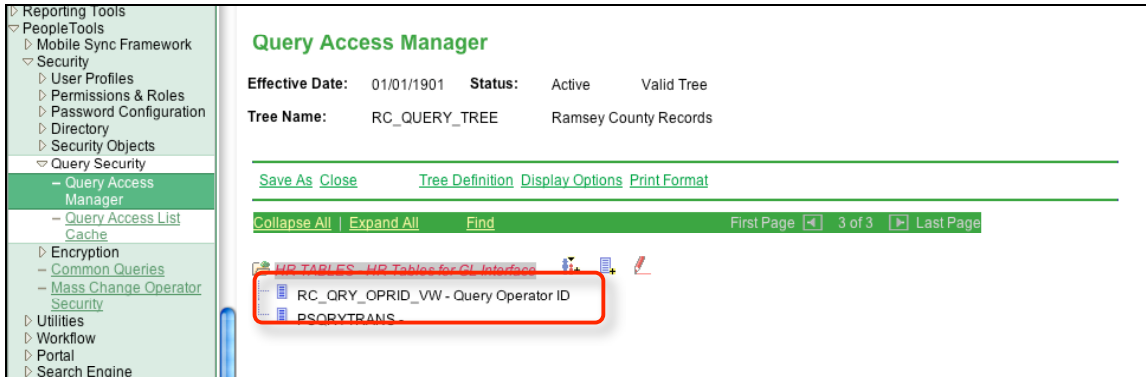 Reporting Tools
PeopleTools
Mobile Sync Framework
Security
User Profiles
Permissions & Roles
Password Configuration
Directory
Security Objects
Query Security
Query Access
Manager
Query Access List
Cache
Encryption
Common Queries
Mass Change Operator
Security
Utilities
Workflow
Portal
Search Engine
Query Access Manager
Effective Date: 01/01/1901 Status: Active Valid Tree
Tree Name: RC_QUERY_TREE Ramsey County Records
Save As Close Tree Definition Display Options Print Format
Collapse All | Expand All Find First Page 3 of 3 Last Page
HR TABLES - HR Tables for GL Interface
RC_QRY_OPRID_VW - Query Operator ID
PSQRYTRANS -